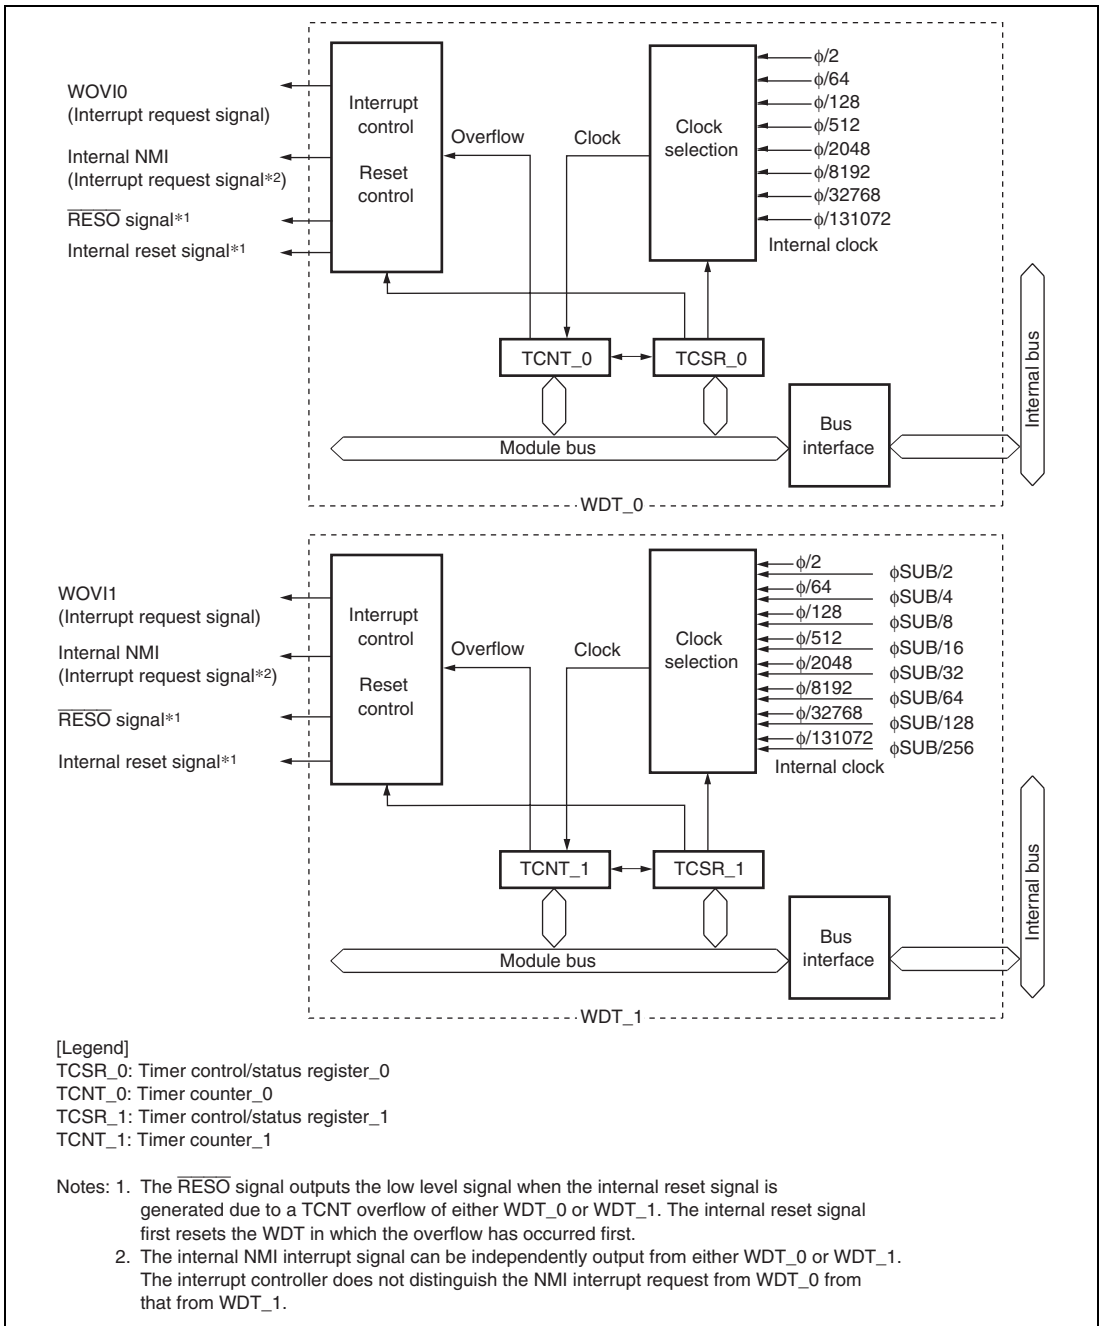 WOVI0
(Interrupt request signal)
Internal NMI
(Interrupt request signal*2)
RESO signal*1
Internal reset signal*1
Interrupt
control
Reset
control
Overflow
Clock
Clock
selection
ϕ/2
ϕ/64
ϕ/128
ϕ/512
ϕ/2048
ϕ/8192
ϕ/32768
ϕ/131072
Internal clock
TCNT_0
TCSR_0
Module bus
Bus
interface
Internal bus
WDT_0
WOVI1
(Interrupt request signal)
Internal NMI
(Interrupt request signal*2)
RESO signal*1
Internal reset signal*1
Interrupt
control
Reset
control
Overflow
Clock
Clock
selection
ϕ/2
ϕSUB/2
ϕ/64
ϕSUB/4
ϕ/128
ϕSUB/8
ϕ/512
ϕSUB/16
ϕ/2048
ϕSUB/32
ϕ/8192
ϕSUB/64
ϕ/32768
ϕSUB/128
ϕ/131072
ϕSUB/256
Internal clock
TCNT_1
TCSR_1
Module bus
Bus
interface
Internal bus
WDT_1
[Legend]
TCSR_0: Timer control/status register_0
TCNT_0: Timer counter_0
TCSR_1: Timer control/status register_1
TCNT_1: Timer counter_1
Notes: 1. The RESO signal outputs the low level signal when the internal reset signal is
generated due to a TCNT overflow of either WDT_0 or WDT_1. The internal reset signal
first resets the WDT in which the overflow has occurred first.
2. The internal NMI interrupt signal can be independently output from either WDT_0 or WDT_1.
The interrupt controller does not distinguish the NMI interrupt request from WDT_0 from
that from WDT_1.